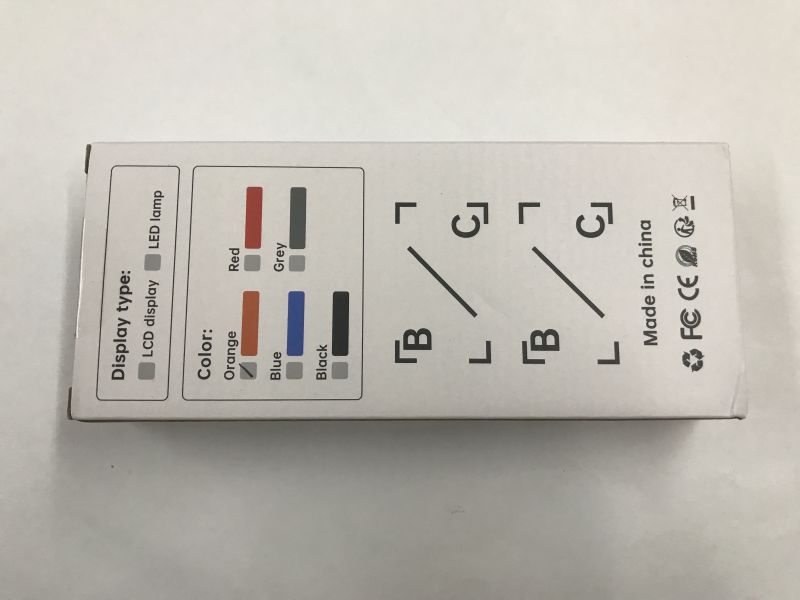 Display type:
LCD display LED lamp
Color:
Orange Red
Blue Grey
Black
B C
B C
Made in china
FC CE